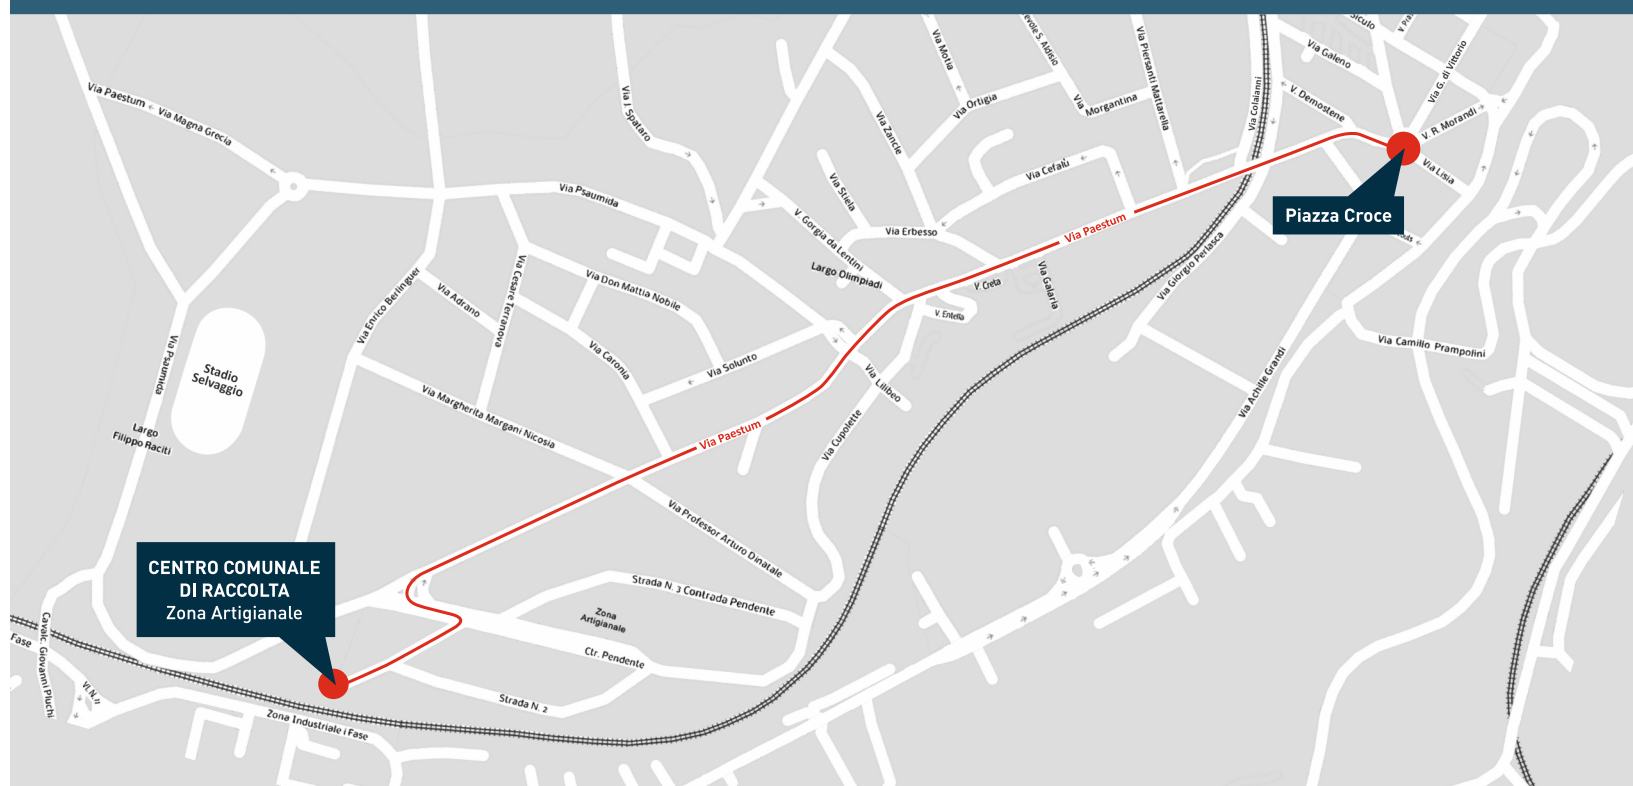 Siculo
Via Galeno
Via G. di Vittorio
Via Motia
S. Aldisio
Via Piersanti Mattarella
Via Colaianni
V. Demostene
V. R. Morandi
Via Paestum
Via Magna Grecia
Via J. Spataro
Via Zancle
Via Ortigia
Via Morgantina
Via Lisia
Via Cefalù
Via Psaumida
Via Stiela
V. Gorgia da Lentini
Via Erbesso
Via Paestum
Piazza Croce
Largo Olimpiadi
V. Creta
Via Galaria
V. Entella
Via Giorgio Perlasca
Via Enrico Berlinguer
Via Adrano
Via Cesare Terranova
Via Don Mattia Nobile
Via Psaumida
Stadio
Selvaggio
Via Caronia
Via Solunto
Via Lilibeo
Via Camillo Prampolini
Via Achille Grandi
Largo
Filippo Raciti
Via Margherita Margani Nicosia
Via Paestum
Via Cupolette
Via Professor Arturo Dinatale
CENTRO COMUNALE
DI RACCOLTA
Zona Artigianale
Strada N. 3 Contrada Pendente
Zona
Artigianale
Ctr. Pendente
Fase
Cavalc. Giovanni Pluchi
Strada N. 2
Zona Industriale i Fase